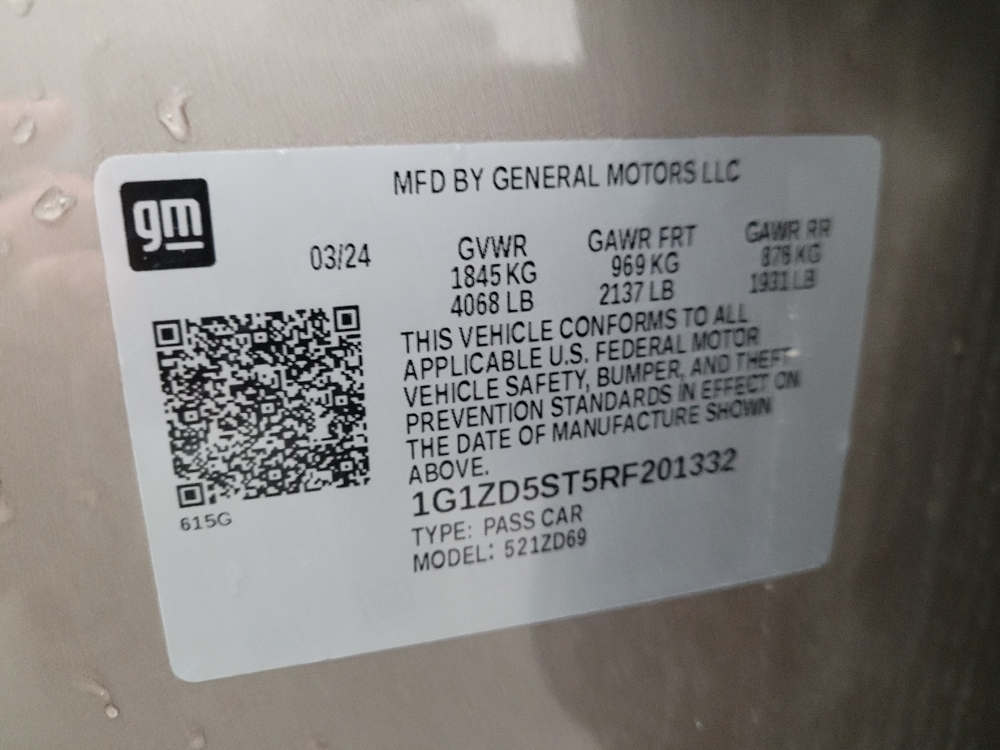 gm
MFD BY GENERAL MOTORS LLC
03/24
GVWR
1845 KG
4068 LB
GAWR FRT
969 KG
2137 LB
GAWR RR
876 KG
1931 LB
THIS VEHICLE CONFORMS TO ALL
APPLICABLE U.S. FEDERAL MOTOR
VEHICLE SAFETY, BUMPER, AND THEFT
PREVENTION STANDARDS IN EFFECT ON
THE DATE OF MANUFACTURE SHOWN
ABOVE.
1G1ZD5ST5RF201332
TYPE: PASS CAR
MODEL: 521ZD69
615G